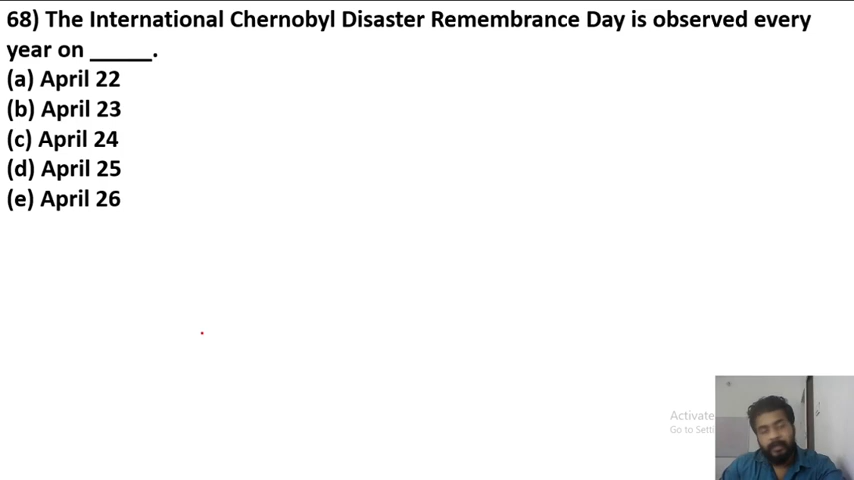 68) The International Chernobyl Disaster Remembrance Day is observed every
year on _____.
(a) April 22
(b) April 23
(c) April 24
(d) April 25
(e) April 26
Activate
Go to Setti